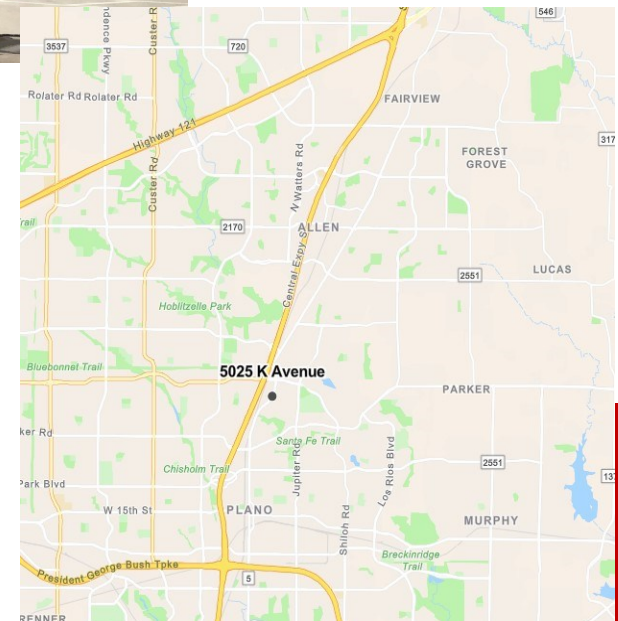 546
3537
720
Custer R
dence Pkwy
Rolater Rd Rolater Rd
FAIRVIEW
Highway 121
Custer Rd
N Watters Rd
FOREST
GROVE
317
2170
ALLEN
Central Expy S
2551
LUCAS
rail
Hoblitzelle Park
Bluebonnet Trail
5025 K Avenue
PARKER
ker Rd
Santa Fe Trail
Chisholm Trail
Jupiter Rd
Los Rios Blvd
2551
137
Park Blvd
W 15th St
PLANO
Shiloh Rd
MURPHY
Breckinridge
Trail
President George Bush Tpke
5
RENNER